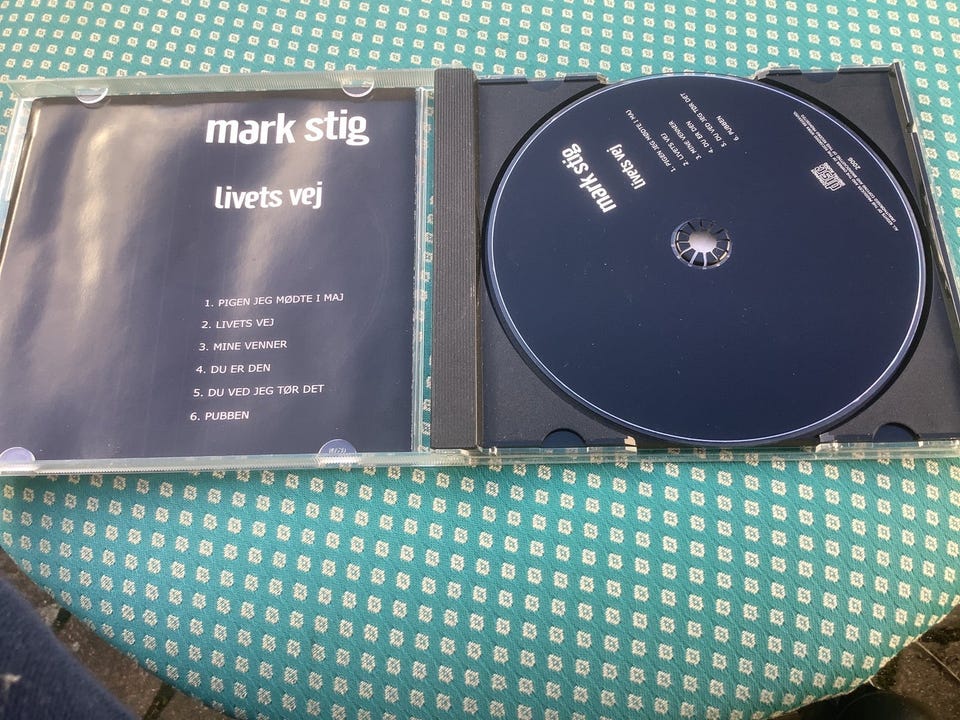 mark stig
livets vej
1. PIGEN JEG MØDTE I MAJ
2. LIVETS VEJ
3. MINE VENNER
4. DU ER DEN
5. DU VED JEG TØR DET
6. PUBBEN
mark stig
livets vej
1. PIGEN JEG MØDTE I MAJ
2. LIVETS VEJ
3. MINE VENNER
4. DU ER DEN
5. DU VED JEG TØR DET
6. PUBBEN